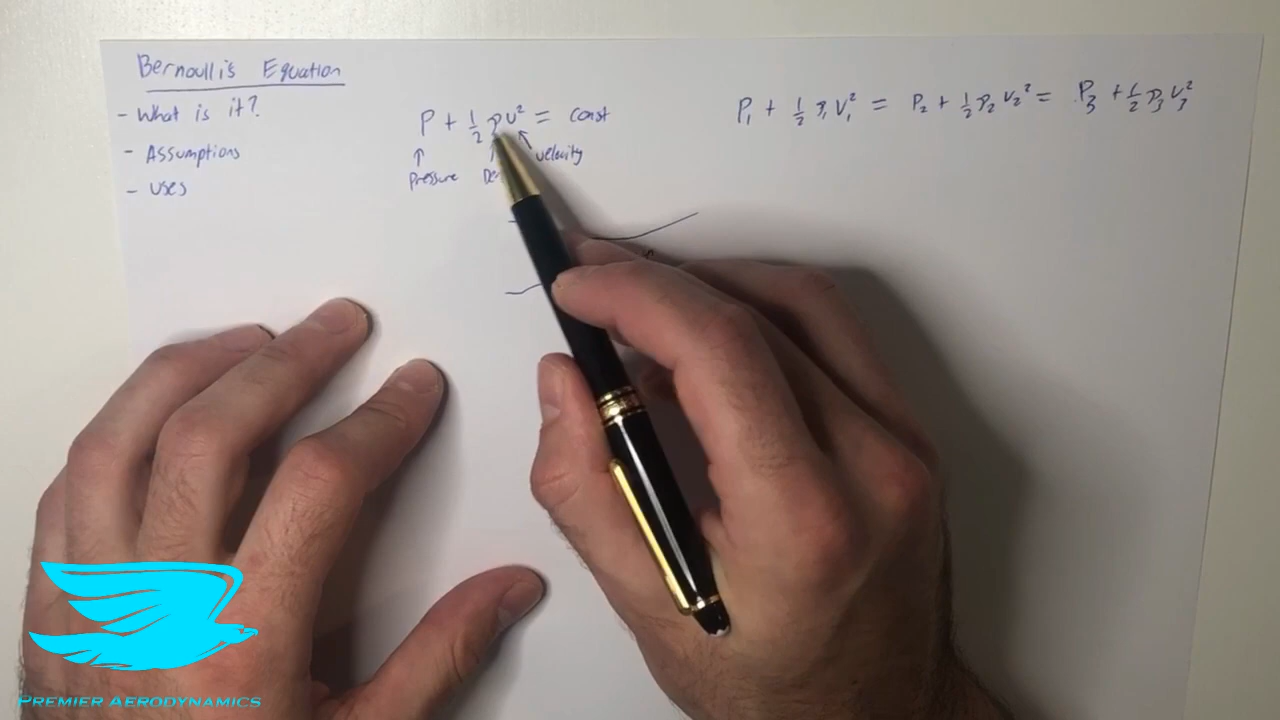 Bernoulli's Equation
- What is it?
- Assumptions
- Uses
P + 1/2 ρv² = const
Pressure
velocity
P₁ + 1/2 ρ₁v₁² = P₂ + 1/2 ρ₂v₂² = P₃ + 1/2 ρ₃v₃²
PREMIER AERODYNAMICS